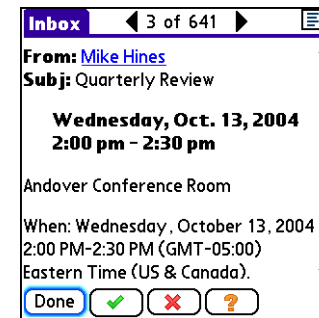 Inbox 3 of 641
From: Mike Hines
Subj: Quarterly Review
Wednesday, Oct. 13, 2004
2:00 pm - 2:30 pm
Andover Conference Room
When: Wednesday, October 13, 2004
2:00 PM-2:30 PM (GMT-05:00)
Eastern Time (US & Canada).
Done ?